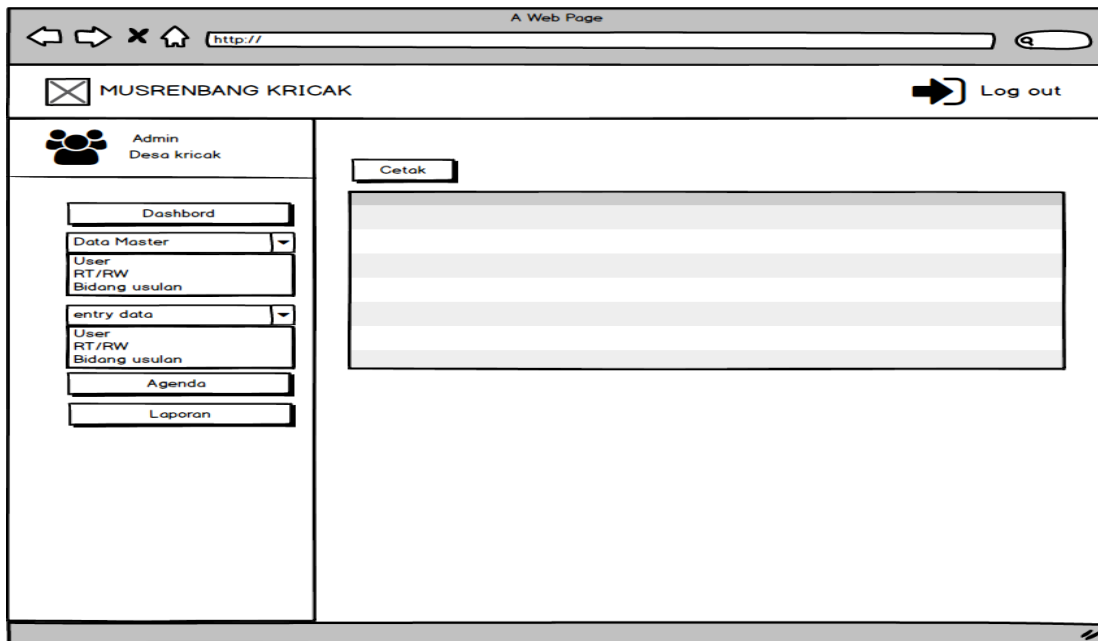 A Web Page
http://
MUSRENBANG KRICAK
Log out
Admin
Desa kricak
Cetak
Dashbord
Data Master
User
RT/RW
Bidang usulan
entry data
User
RT/RW
Bidang usulan
Agenda
Laporan